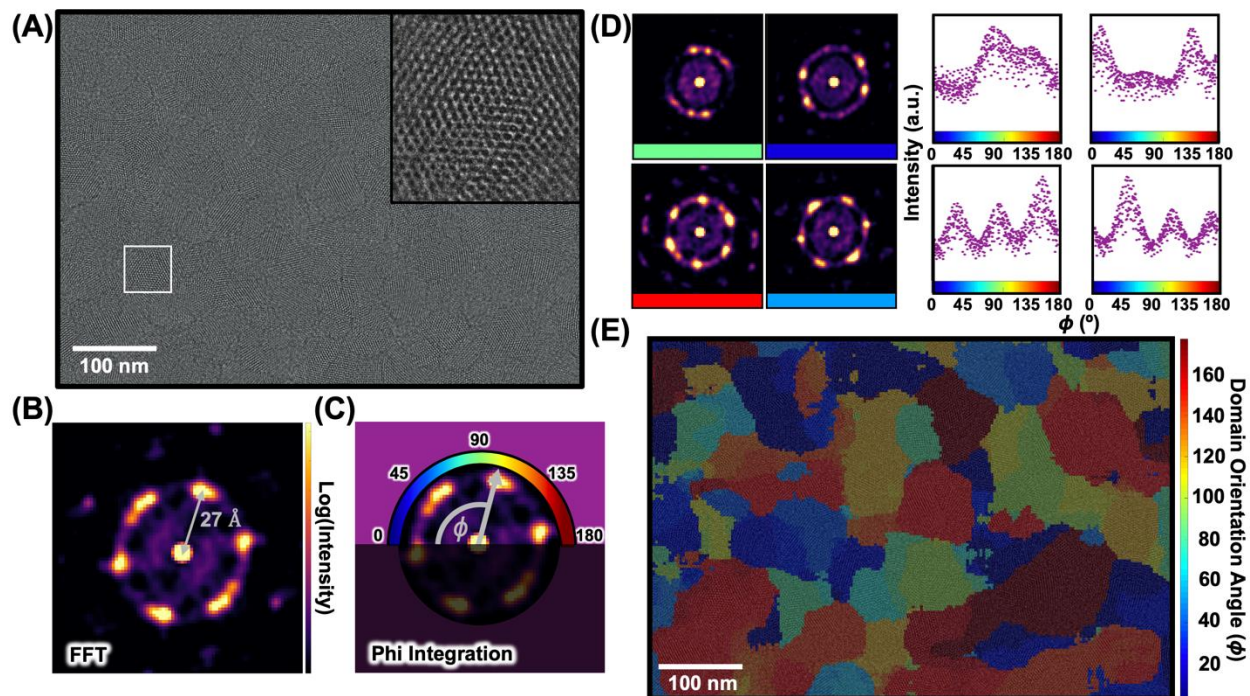 (A)
100 nm
(B)
27 Å
FFT
Log(Intensity)
(C)
0
45
90
135
180
ϕ
Phi Integration
(D)
Intensity (a.u.)
0 45 90 135 180
0 45 90 135 180
0 45 90 135 180
0 45 90 135 180
ϕ (º)
(E)
100 nm
160
140
120
100
80
60
40
20
Domain Orientation Angle (ϕ)